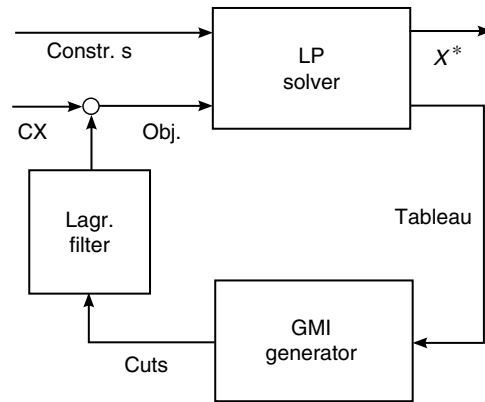 Constr. s
LP
solver
X*
CX
Obj.
Lagr.
filter
Tableau
GMI
generator
Cuts